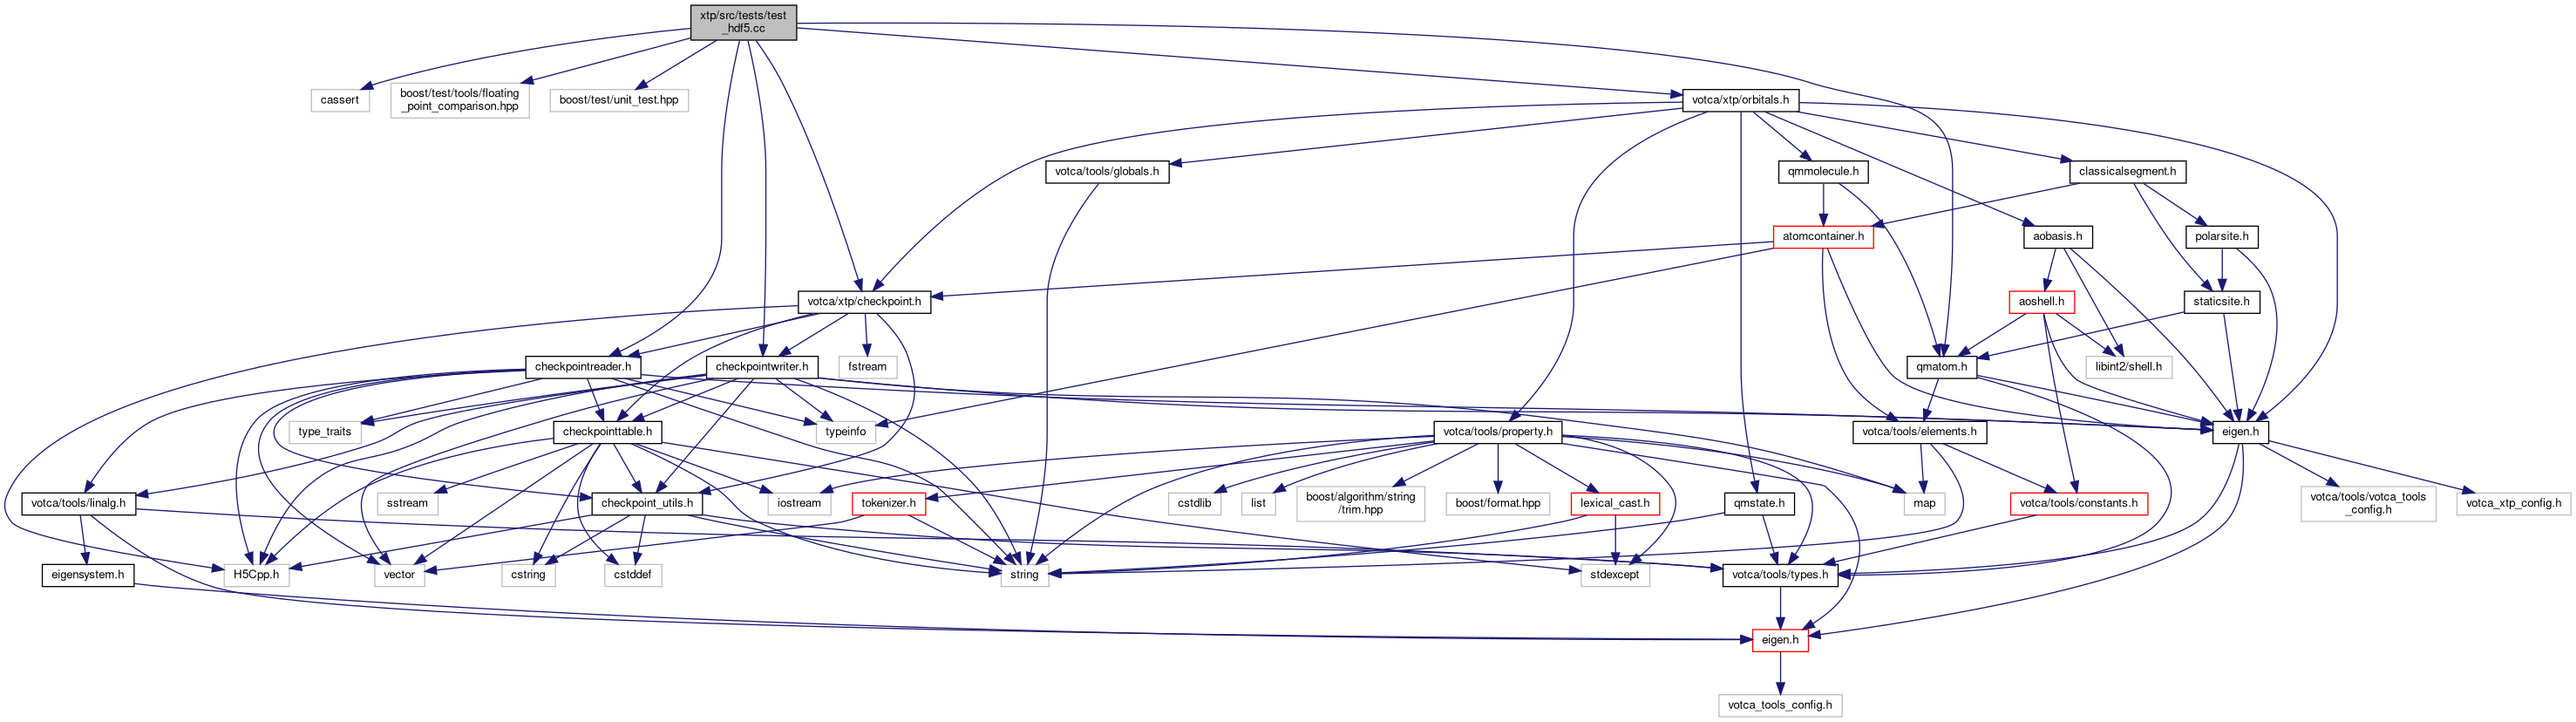 xtp/src/tests/test
_hdf5.cc
cassert
boost/test/tools/floating
_point_comparison.hpp
boost/test/unit_test.hpp
votca/xtp/orbitals.h
votca/tools/globals.h
qmmolecule.h
classicalsegment.h
atomcontainer.h
aobasis.h
polarsite.h
votca/xtp/checkpoint.h
aoshell.h
staticsite.h
checkpointreader.h
checkpointwriter.h
fstream
qmatom.h
libint2/shell.h
type_traits
checkpointtable.h
typeinfo
votca/tools/property.h
votca/tools/elements.h
eigen.h
votca/tools/linalg.h
sstream
checkpoint_utils.h
iostream
tokenizer.h
cstdlib
list
boost/algorithm/string
/trim.hpp
boost/format.hpp
lexical_cast.h
qmstate.h
map
votca/tools/constants.h
votca/tools/votca_tools
_config.h
votca_xtp_config.h
eigensystem.h
H5Cpp.h
vector
cstring
cstddef
string
stdexcept
votca/tools/types.h
eigen.h
votca_tools_config.h